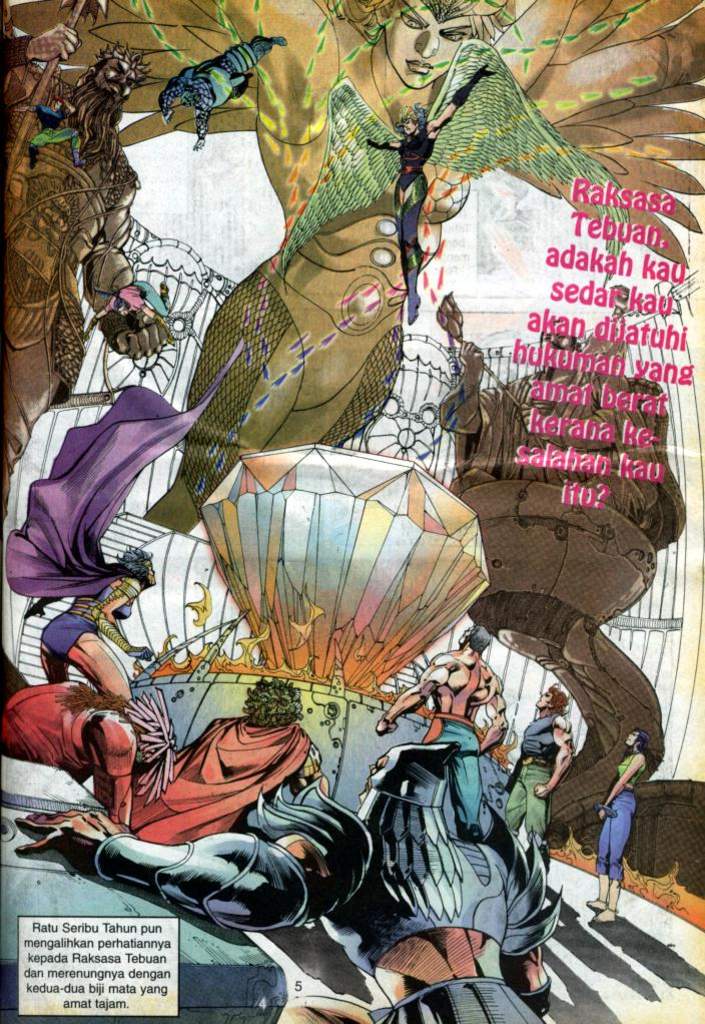 Raksasa
Tebuan,
adakah kau
sedar kau
akan dijatuhi
hukuman yang
amat berat
kerana ke-
salahan kau
itu?
Ratu Seribu Tahun pun
mengalihkan perhatiannya
kepada Raksasa Tebuan
dan merenungnya dengan
kedua-dua biji mata yang
amat tajam.
5